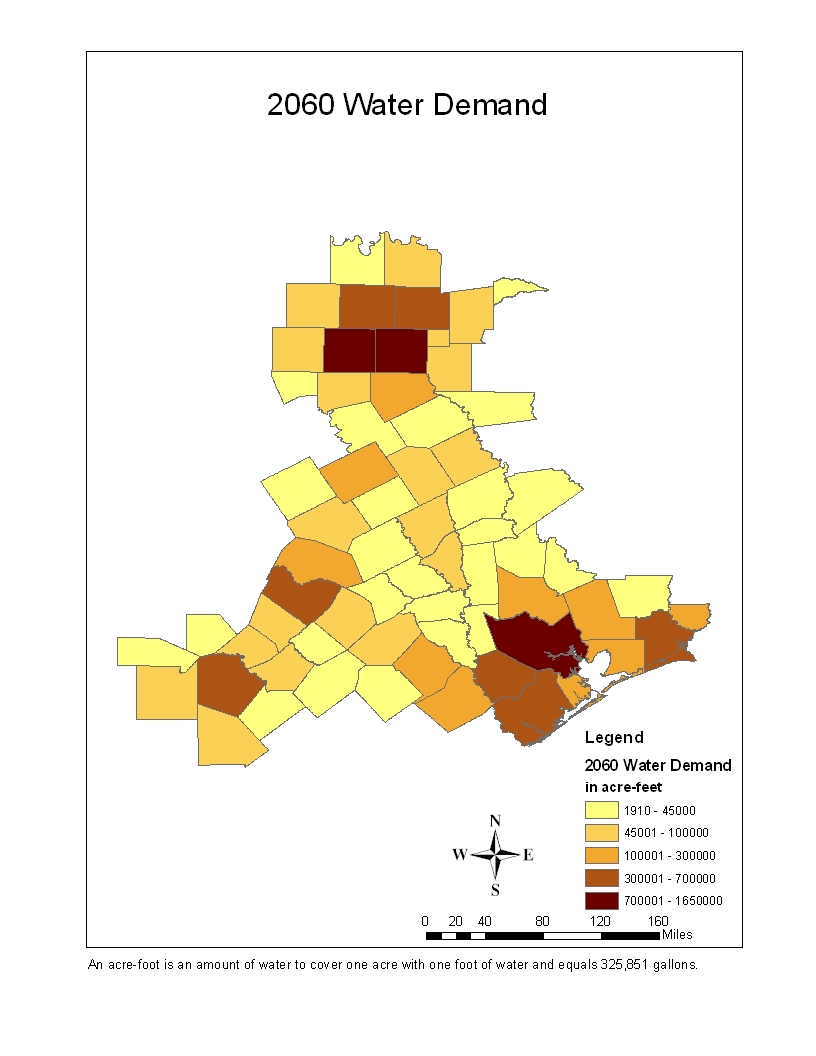 2060 Water Demand
Legend
2060 Water Demand
in acre-feet
1910 - 45000
45001 - 100000
100001 - 300000
300001 - 700000
700001 - 1650000
N
W E
S
0 20 40 80 120 160
Miles
An acre-foot is an amount of water to cover one acre with one foot of water and equals 325,851 gallons.